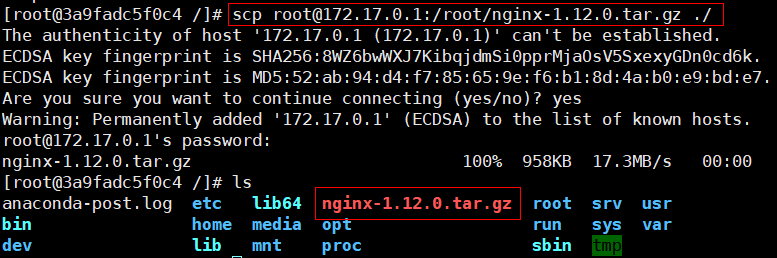 [root@3a9fadc5f0c4 /]# scp root@172.17.0.1:/root/nginx-1.12.0.tar.gz ./
The authenticity of host '172.17.0.1 (172.17.0.1)' can't be established.
ECDSA key fingerprint is SHA256:8WZ6bwWXJ7KibqjdmSi0pprMjaOsV5SxexyGDn0cd6k.
ECDSA key fingerprint is MD5:52:ab:94:d4:f7:85:65:9e:f6:b1:8d:4a:b0:e9:bd:e7.
Are you sure you want to continue connecting (yes/no)? yes
Warning: Permanently added '172.17.0.1' (ECDSA) to the list of known hosts.
root@172.17.0.1's password:
nginx-1.12.0.tar.gz 100% 958KB 17.3MB/s 00:00
[root@3a9fadc5f0c4 /]# ls
anaconda-post.log etc lib64 nginx-1.12.0.tar.gz root srv usr
bin home media opt run sys var
dev lib mnt proc sbin tmp